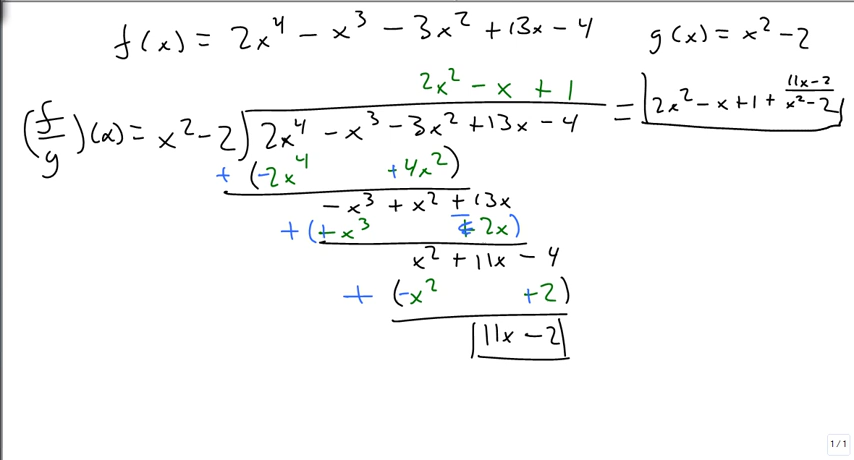 f(x) = 2x⁴ − x³ − 3x² + 13x − 4 g(x) = x² − 2
2x² − x + 1
(f/g)(x) = x² − 2 ) 2x⁴ − x³ − 3x² + 13x − 4 = 2x² − x + 1 + (11x − 2)/(x² − 2)
+ (−2x⁴ + 4x²)
− x³ + x² + 13x
+ (+ x³ − 2x)
x² + 11x − 4
+ (−x² + 2)
11x − 2
1 / 1